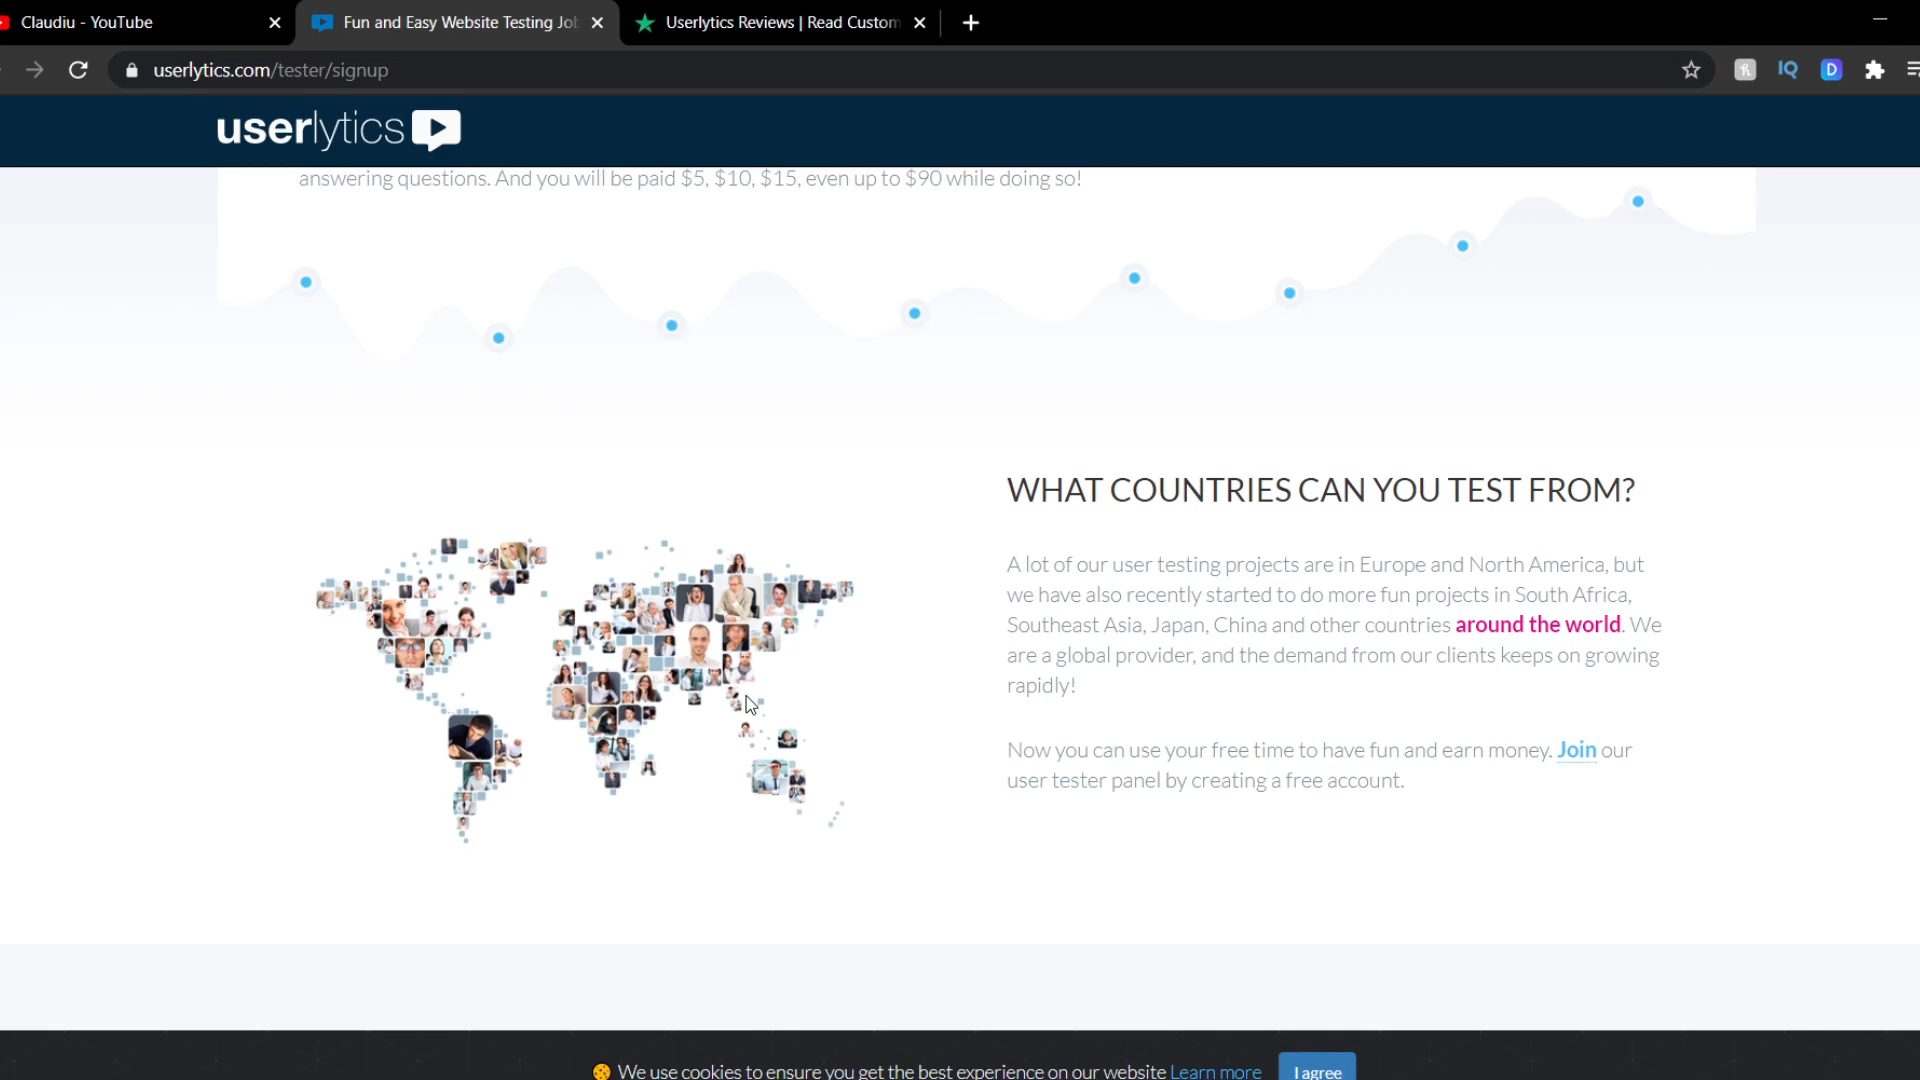 Claudiu - YouTube
Fun and Easy Website Testing Job
Userlytics Reviews | Read Custom
userlytics.com/tester/signup
IQ
D
userlytics
answering questions. And you will be paid $5, $10, $15, even up to $90 while doing so!
WHAT COUNTRIES CAN YOU TEST FROM?
A lot of our user testing projects are in Europe and North America, but
we have also recently started to do more fun projects in South Africa,
Southeast Asia, Japan, China and other countries around the world. We
are a global provider, and the demand from our clients keeps on growing
rapidly!
Now you can use your free time to have fun and earn money. Join our
user tester panel by creating a free account.
We use cookies to ensure you get the best experience on our website Learn more
I agree